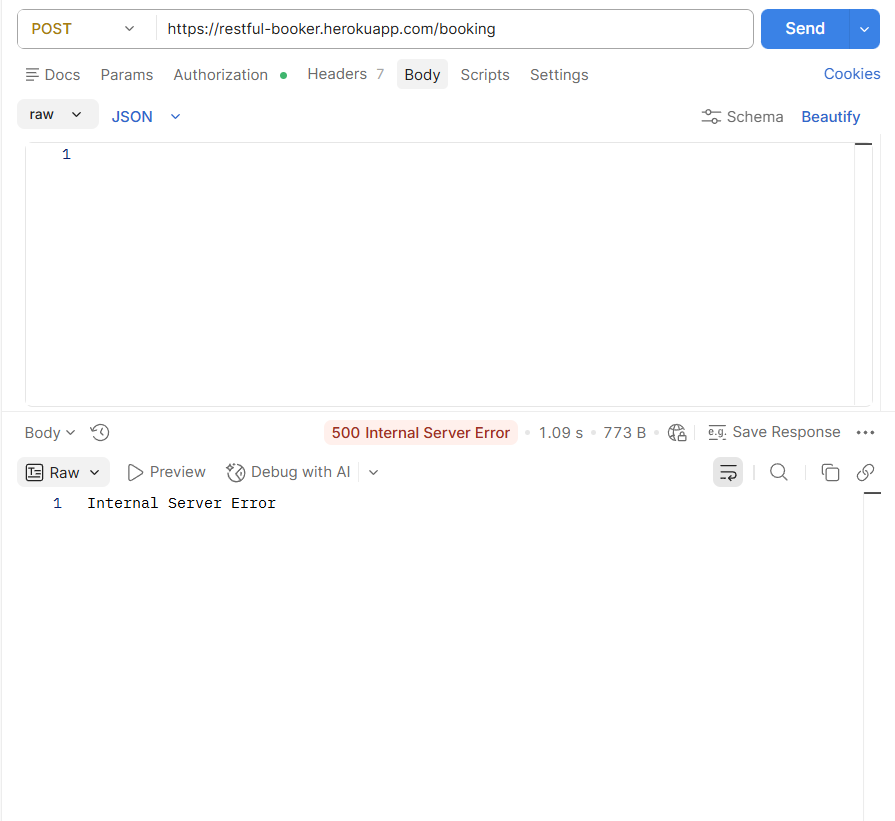 POST https://restful-booker.herokuapp.com/booking Send
Docs Params Authorization Headers 7 Body Scripts Settings Cookies
raw JSON Schema Beautify
1
Body 500 Internal Server Error • 1.09 s • 773 B • e.g. Save Response
Raw Preview Debug with AI
1 Internal Server Error